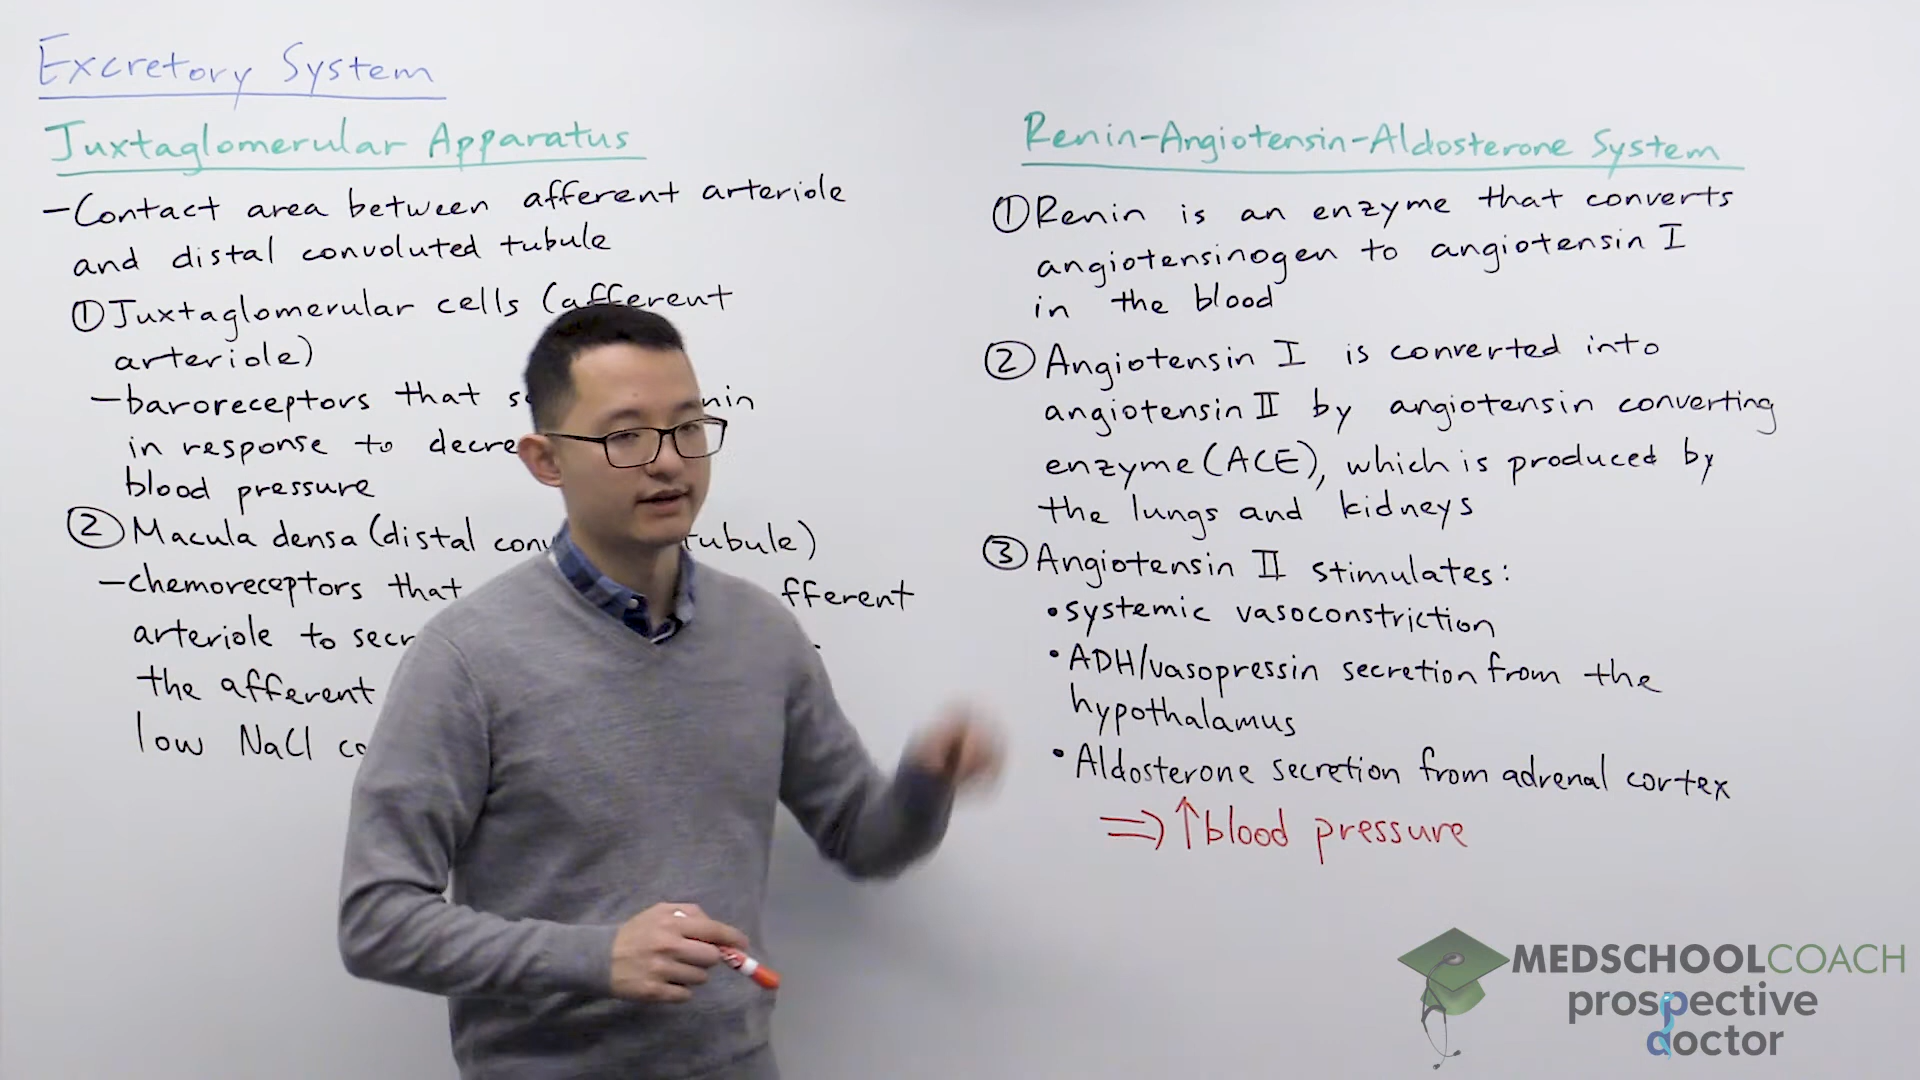 Excretory System
Juxtaglomerular Apparatus
-Contact area between afferent arteriole
and distal convoluted tubule
① Juxtaglomerular cells (afferent
arteriole)
-baroreceptors that
in response to
blood pressure
② Macula densa (distal tubule)
-chemoreceptors that
arteriole to
the afferent
low NaCl
Renin-Angiotensin-Aldosterone System
① Renin is an enzyme that converts
angiotensinogen to angiotensin I
in the blood
② Angiotensin I is converted into
angiotensin II by angiotensin converting
enzyme (ACE), which is produced by
the lungs and kidneys
③ Angiotensin II stimulates:
• systemic vasoconstriction
• ADH/vasopressin secretion from the
hypothalamus
• Aldosterone secretion from adrenal cortex
⇒ ↑ blood pressure
MEDSCHOOLCOACH
prospective
doctor